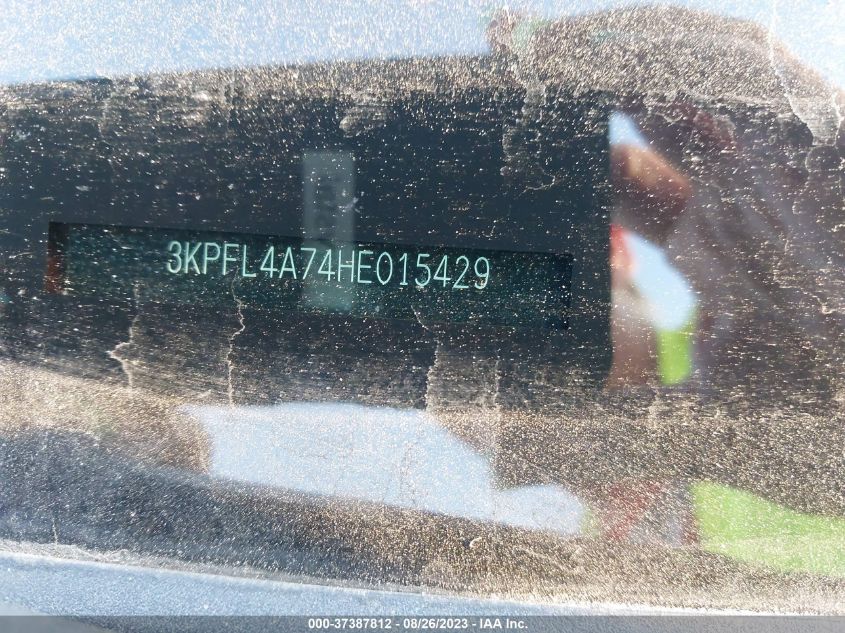 3KPFL4A74HE015429
000-37387812 - 08/26/2023 - IAA Inc.